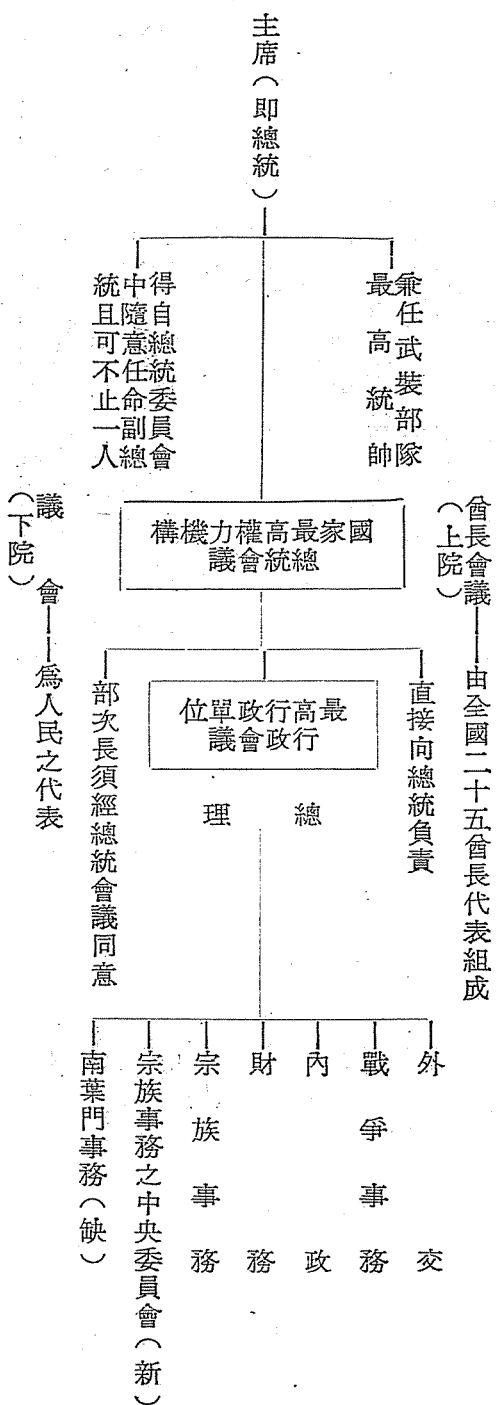 主席（即總統）
兼任武裝部隊
最高統帥
得自總統委員會
中隨意任命副總
統且可不止一人
酋長會議——由全國二十五酋長代表組成
（上院）
國家最高權力機構
總統會議
議會——爲人民之代表
（下院）
直接向總統負責
最高行政單位
行政會議
總理
部次長須經總統會議同意
外交
戰爭事務
內政
財務
宗族事務
宗族事務之中央委員會（新）
南葉門事務（缺）